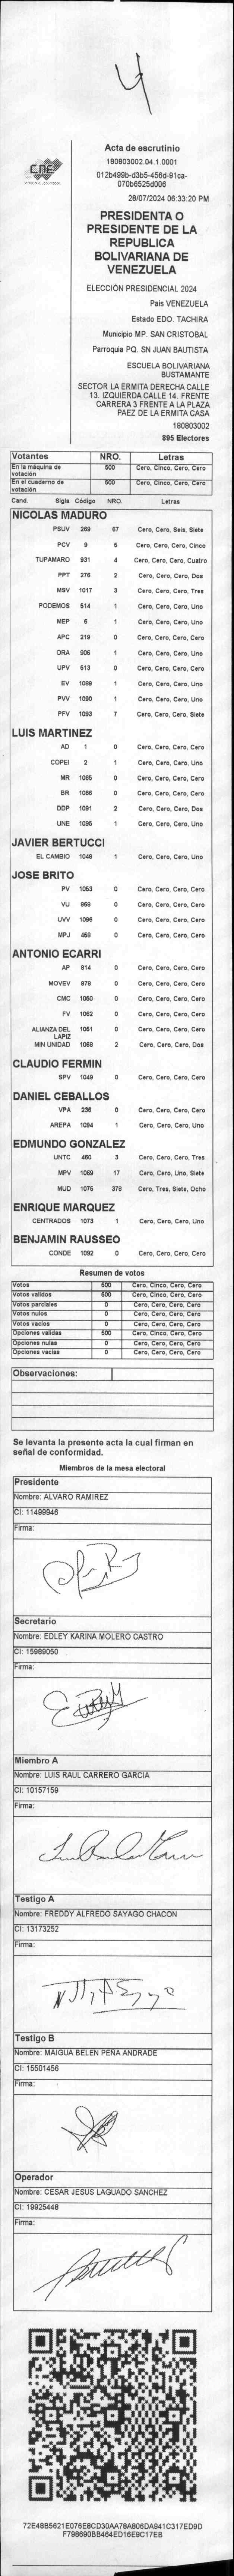 4
CNE
Acta de escrutinio
180803002.04.1.0001
012b499b-d3b5-456d-91ca-
070b6525d006
28/07/2024 06:33:20 PM
PRESIDENTA O
PRESIDENTE DE LA
REPUBLICA
BOLIVARIANA DE
VENEZUELA
ELECCIÓN PRESIDENCIAL 2024
País VENEZUELA
Estado EDO. TACHIRA
Municipio MP. SAN CRISTOBAL
Parroquia PQ. SN JUAN BAUTISTA
ESCUELA BOLIVARIANA
BUSTAMANTE
SECTOR LA ERMITA DERECHA CALLE
13. IZQUIERDA CALLE 14. FRENTE
CARRERA 3 FRENTE A LA PLAZA
PAEZ DE LA ERMITA CASA
180803002
895 Electores
Votantes NRO. Letras
En la máquina de votación 500 Cero, Cinco, Cero, Cero
En el cuaderno de votación 500 Cero, Cinco, Cero, Cero
Cand. Sigla Código NRO. Letras
NICOLAS MADURO
PSUV 269 67 Cero, Cero, Seis, Siete
PCV 9 5 Cero, Cero, Cero, Cinco
TUPAMARO 931 4 Cero, Cero, Cero, Cuatro
PPT 276 2 Cero, Cero, Cero, Dos
MSV 1017 3 Cero, Cero, Cero, Tres
PODEMOS 514 1 Cero, Cero, Cero, Uno
MEP 6 1 Cero, Cero, Cero, Uno
APC 219 0 Cero, Cero, Cero, Cero
ORA 906 1 Cero, Cero, Cero, Uno
UPV 513 0 Cero, Cero, Cero, Cero
EV 1089 1 Cero, Cero, Cero, Uno
PVV 1090 1 Cero, Cero, Cero, Uno
PFV 1093 7 Cero, Cero, Cero, Siete
LUIS MARTINEZ
AD 1 0 Cero, Cero, Cero, Cero
COPEI 2 1 Cero, Cero, Cero, Uno
MR 1065 0 Cero, Cero, Cero, Cero
BR 1066 0 Cero, Cero, Cero, Cero
DDP 1091 2 Cero, Cero, Cero, Dos
UNE 1095 1 Cero, Cero, Cero, Uno
JAVIER BERTUCCI
EL CAMBIO 1048 1 Cero, Cero, Cero, Uno
JOSE BRITO
PV 1053 0 Cero, Cero, Cero, Cero
VU 868 0 Cero, Cero, Cero, Cero
UVV 1096 0 Cero, Cero, Cero, Cero
MPJ 458 0 Cero, Cero, Cero, Cero
ANTONIO ECARRI
AP 814 0 Cero, Cero, Cero, Cero
MOVEV 978 0 Cero, Cero, Cero, Cero
CMC 1050 0 Cero, Cero, Cero, Cero
FV 1062 0 Cero, Cero, Cero, Cero
ALIANZA DEL LAPIZ 1051 0 Cero, Cero, Cero, Cero
MIN UNIDAD 1068 2 Cero, Cero, Cero, Dos
CLAUDIO FERMIN
SPV 1049 0 Cero, Cero, Cero, Cero
DANIEL CEBALLOS
VPA 236 0 Cero, Cero, Cero, Cero
AREPA 1094 1 Cero, Cero, Cero, Uno
EDMUNDO GONZALEZ
UNTC 460 3 Cero, Cero, Cero, Tres
MPV 1069 17 Cero, Cero, Uno, Siete
MUD 1075 378 Cero, Tres, Siete, Ocho
ENRIQUE MARQUEZ
CENTRADOS 1073 1 Cero, Cero, Cero, Uno
BENJAMIN RAUSSEO
CONDE 1092 0 Cero, Cero, Cero, Cero
Resumen de votos
Votos 500 Cero, Cinco, Cero, Cero
Votos validos 500 Cero, Cinco, Cero, Cero
Votos parciales 0 Cero, Cero, Cero, Cero
Votos nulos 0 Cero, Cero, Cero, Cero
Votos vacíos 0 Cero, Cero, Cero, Cero
Opciones validas 500 Cero, Cinco, Cero, Cero
Opciones nulas 0 Cero, Cero, Cero, Cero
Opciones vacías 0 Cero, Cero, Cero, Cero
Observaciones:
Se levanta la presente acta la cual firman en
señal de conformidad.
Miembros de la mesa electoral
Presidente
Nombre: ALVARO RAMIREZ
CI: 11499946
Firma:
Secretario
Nombre: EDLEY KARINA MOLERO CASTRO
CI: 15989050
Firma:
Miembro A
Nombre: LUIS RAUL CARRERO GARCIA
CI: 10157159
Firma:
Testigo A
Nombre: FREDDY ALFREDO SAYAGO CHACON
CI: 13173252
Firma:
Testigo B
Nombre: MAIGUA BELEN PEÑA ANDRADE
CI: 15501456
Firma:
Operador
Nombre: CESAR JESUS LAGUADO SANCHEZ
CI: 19925448
Firma:
72E48B5621E076E8CD30AA78A806DA941C317ED9D
F798690BB464ED16E9C17EB